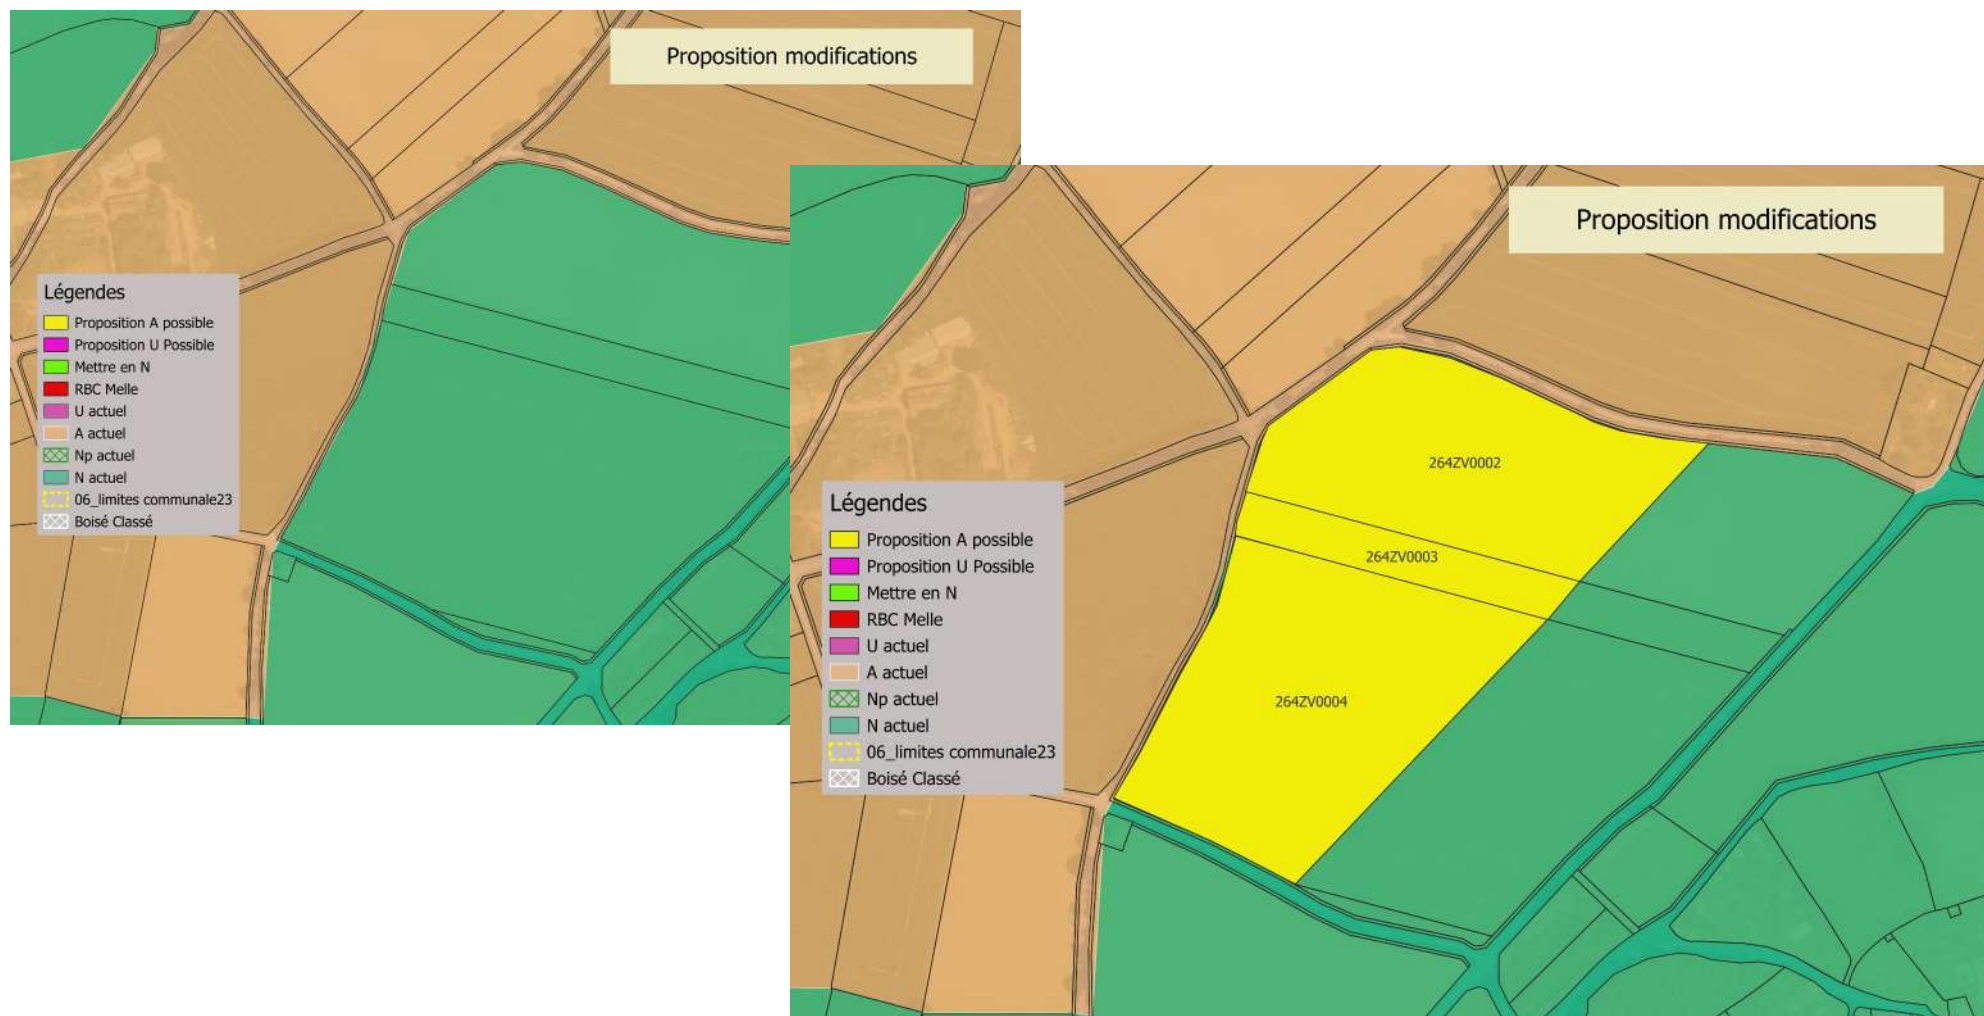 Proposition modifications
Légendes
Proposition A possible
Proposition U Possible
Mettre en N
RBC Melle
U actuel
A actuel
Np actuel
N actuel
06_limites communale23
Boisé Classé
Proposition modifications
264ZV0002
264ZV0003
264ZV0004
Légendes
Proposition A possible
Proposition U Possible
Mettre en N
RBC Melle
U actuel
A actuel
Np actuel
N actuel
06_limites communale23
Boisé Classé